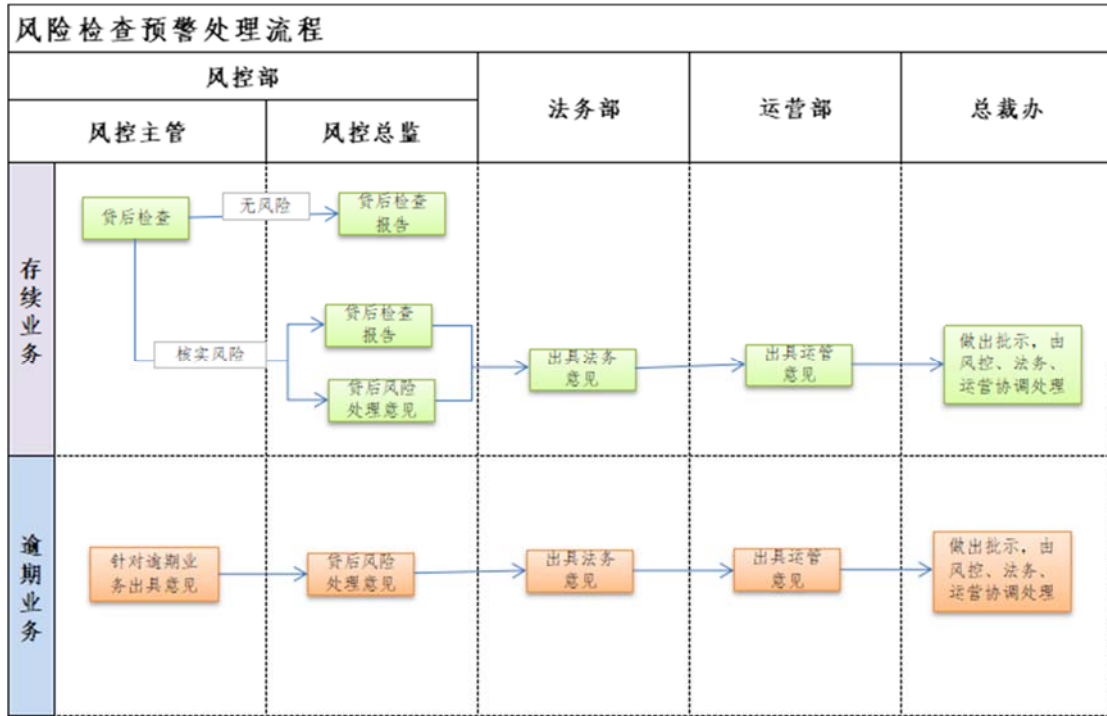 风险检查预警处理流程
风控部
法务部
运营部
总裁办
风控主管
风控总监
存续业务
贷后检查
无风险
贷后检查
报告
核实风险
贷后检查
报告
贷后风险
处理意见
出具法务
意见
出具运管
意见
做出批示，由
风控、法务、
运营协调处理
逾期业务
针对逾期业
务出具意见
贷后风险
处理意见
出具法务
意见
出具运管
意见
做出批示，由
风控、法务、
运营协调处理